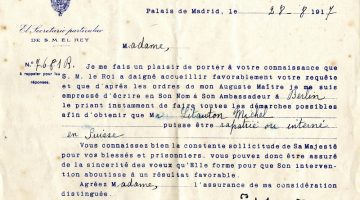 Palais de Madrid, le 28-8-1917
El Secretario particular
DE S. M. EL REY
Madame,
N.º 7.681 R.
à rappeler pour les
réponses.
Je me fais un plaisir de porter à votre connaissance
que S. M. le Roi a daigné accueillir favorablement votre requête
et que d'après les ordres de mon Auguste Maître je me suis
empressé d'écrire en Son Nom à Son Ambassadeur à Berlin
le priant instamment de faire toutes les démarches possibles
afin d'obtenir que M Michel
puisse être rapatrié ou interné
en Suisse
Vous connaissez bien la constante sollicitude de Sa Majesté
pour vos blessés et prisonniers, vous pouvez donc être assuré
de la sincérité des voeux qu'Elle forme pour que Son intervention
aboutisse à un résultat favorable
Agréez Madame, l'assurance de ma considération
distinguée.